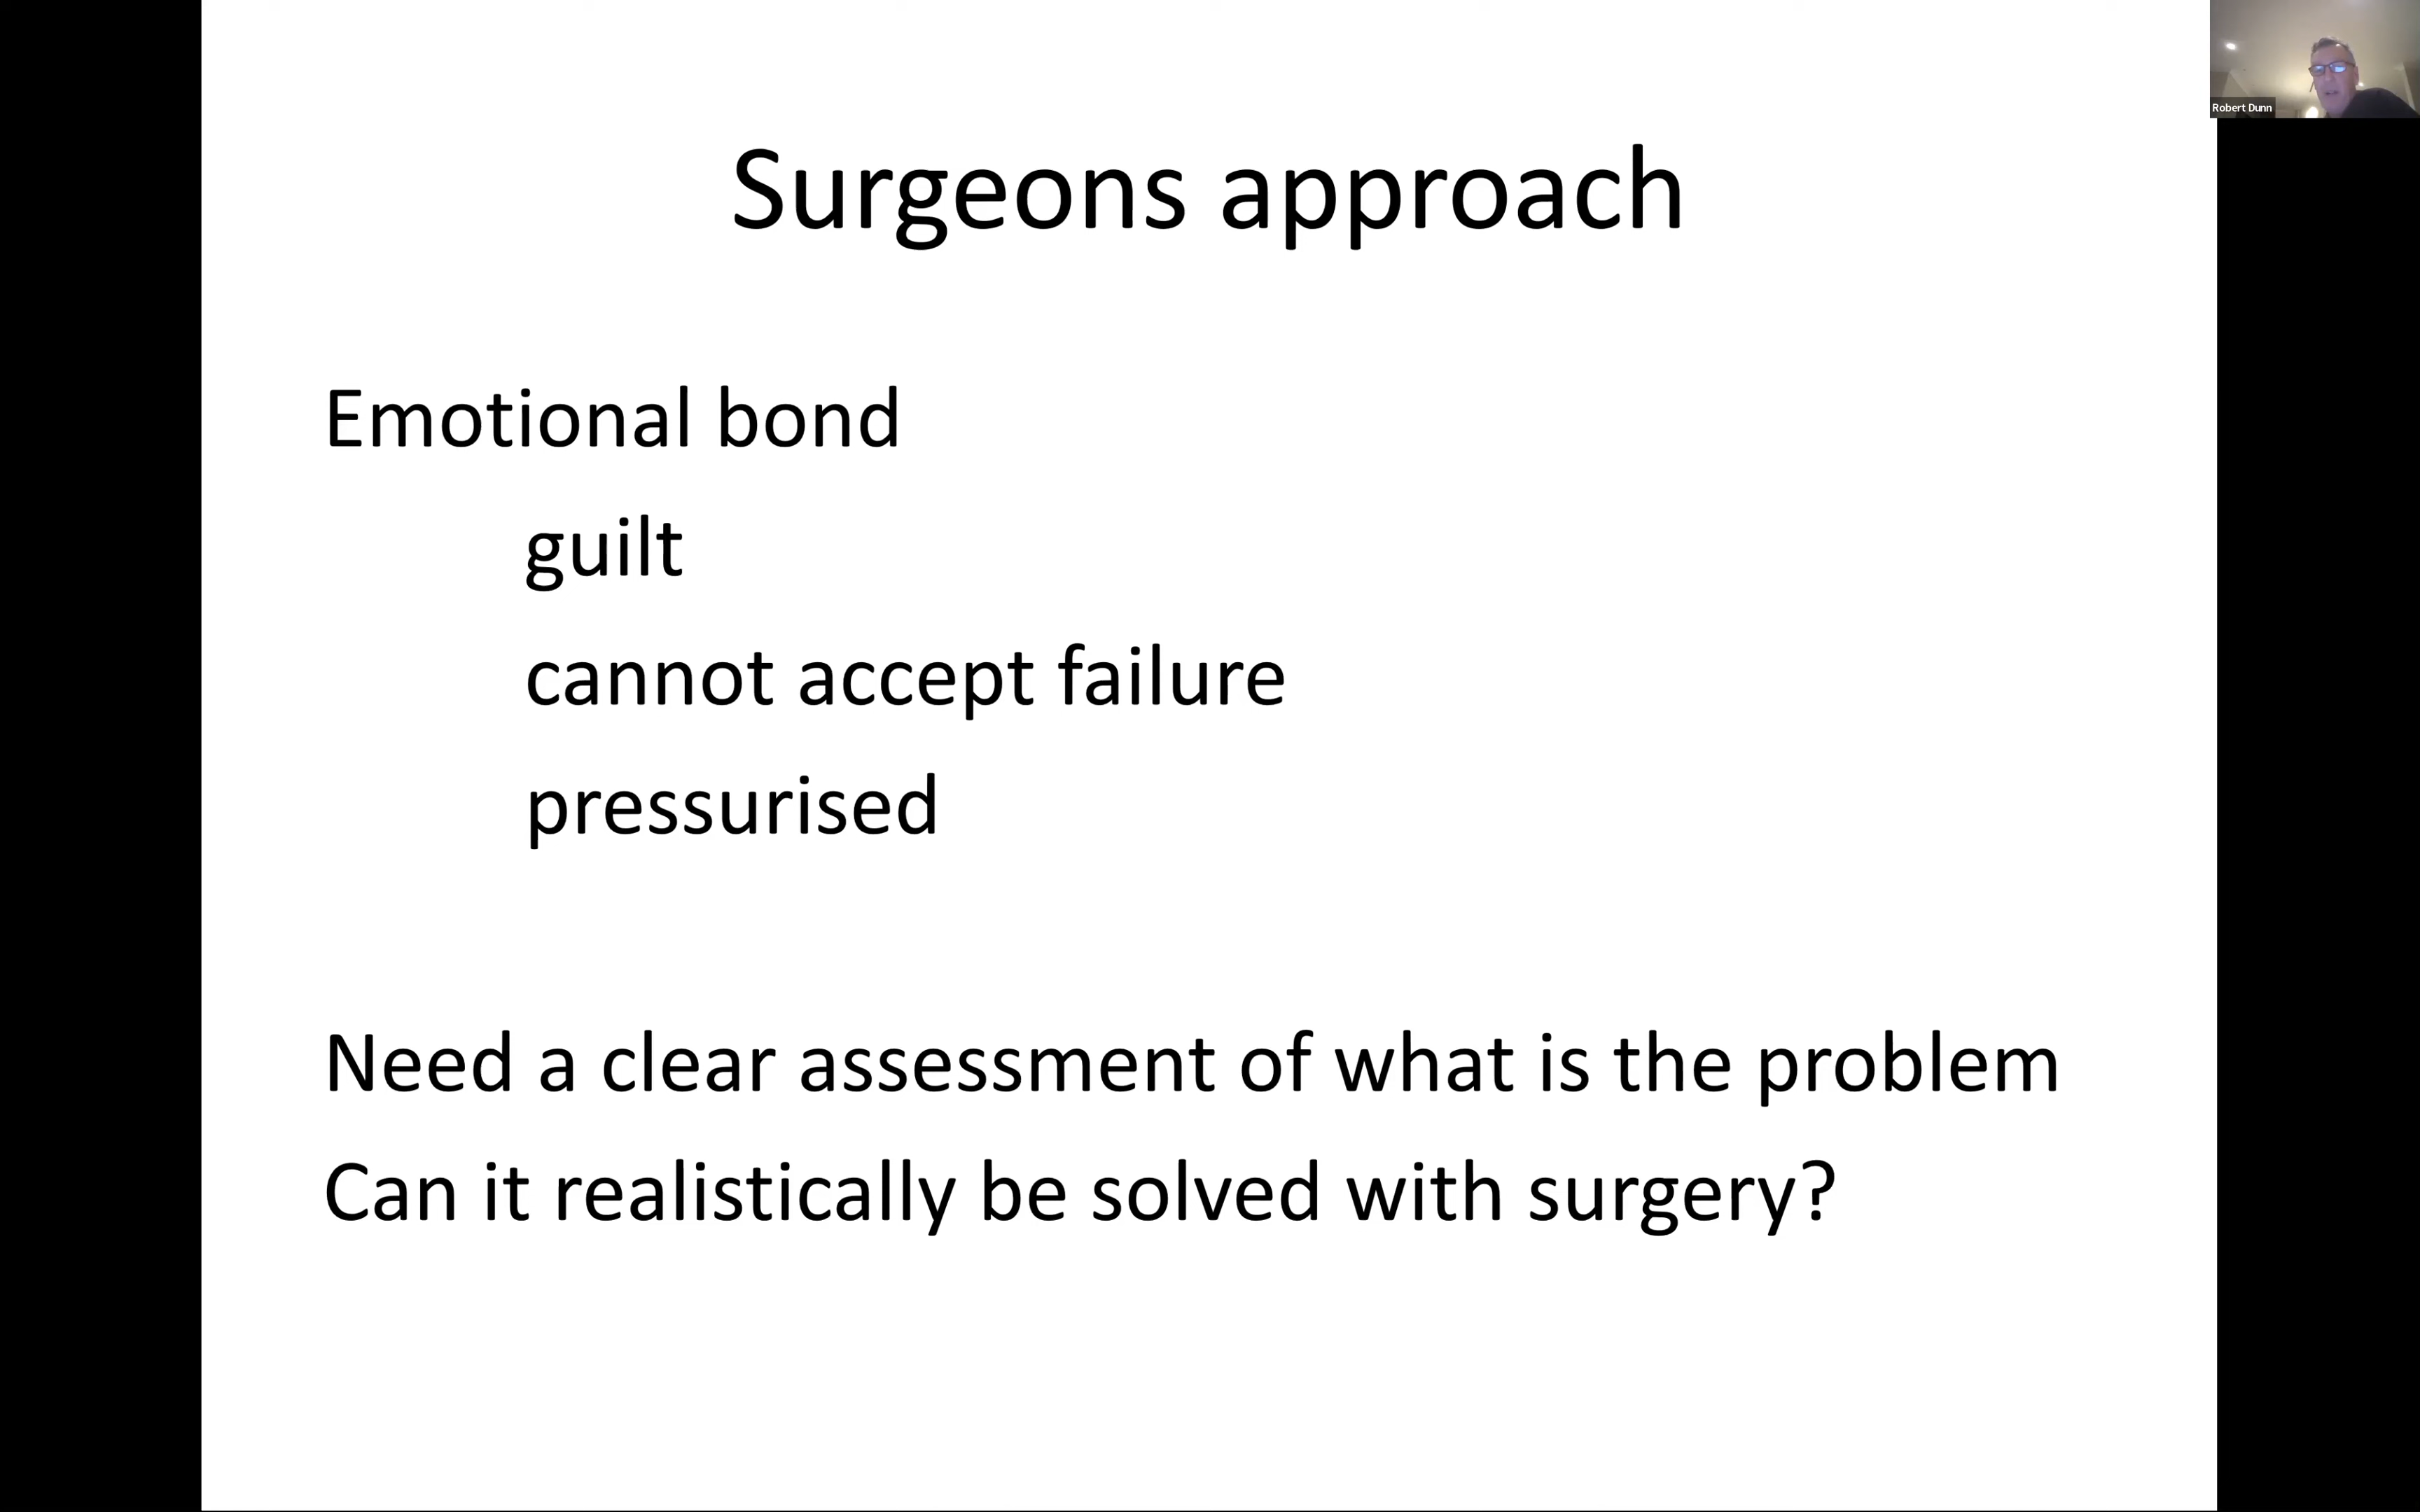 Surgeons approach
Emotional bond
guilt
cannot accept failure
pressurised
Need a clear assessment of what is the problem
Can it realistically be solved with surgery?
Robert Dunn